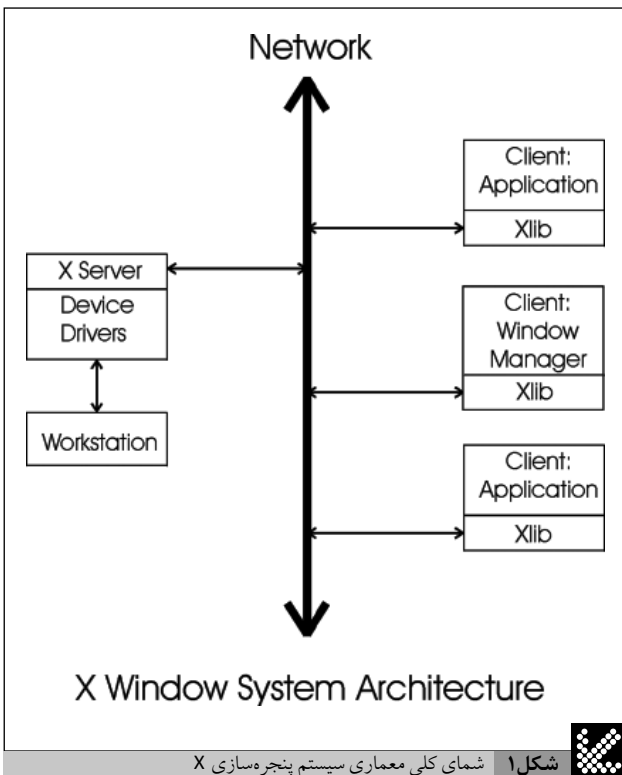 Network
Client:
Application
Xlib
X Server
Device
Drivers
Workstation
Client:
Window
Manager
Xlib
Client:
Application
Xlib
X Window System Architecture
شکل۱ شمای کلی معماری سیستم پنجره‌سازی X